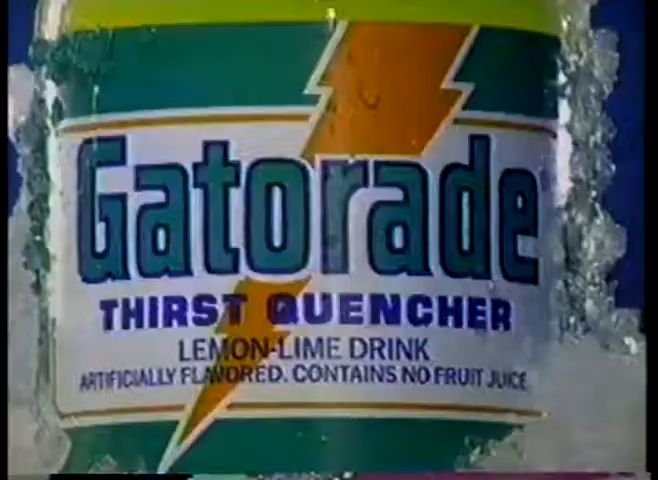 Gatorade
THIRST QUENCHER
LEMON-LIME DRINK
ARTIFICIALLY FLAVORED. CONTAINS NO FRUIT JUICE